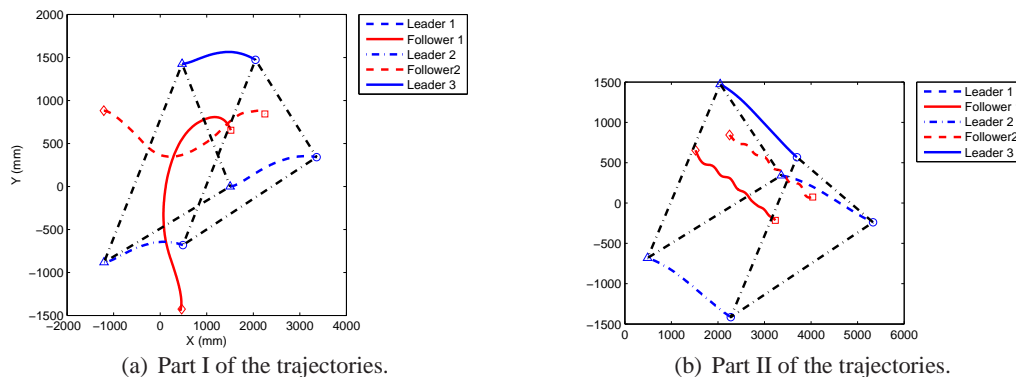 Leader 1
Follower 1
Leader 2
Follower2
Leader 3
2000
1500
1000
500
0
−500
−1000
−1500
Y (mm)
−2000 −1000 0 1000 2000 3000 4000
X (mm)
(a) Part I of the trajectories.
Leader 1
Follower
Leader 2
Follower2
Leader 3
1500
1000
500
0
−500
−1000
−1500
0 1000 2000 3000 4000 5000 6000
(b) Part II of the trajectories.